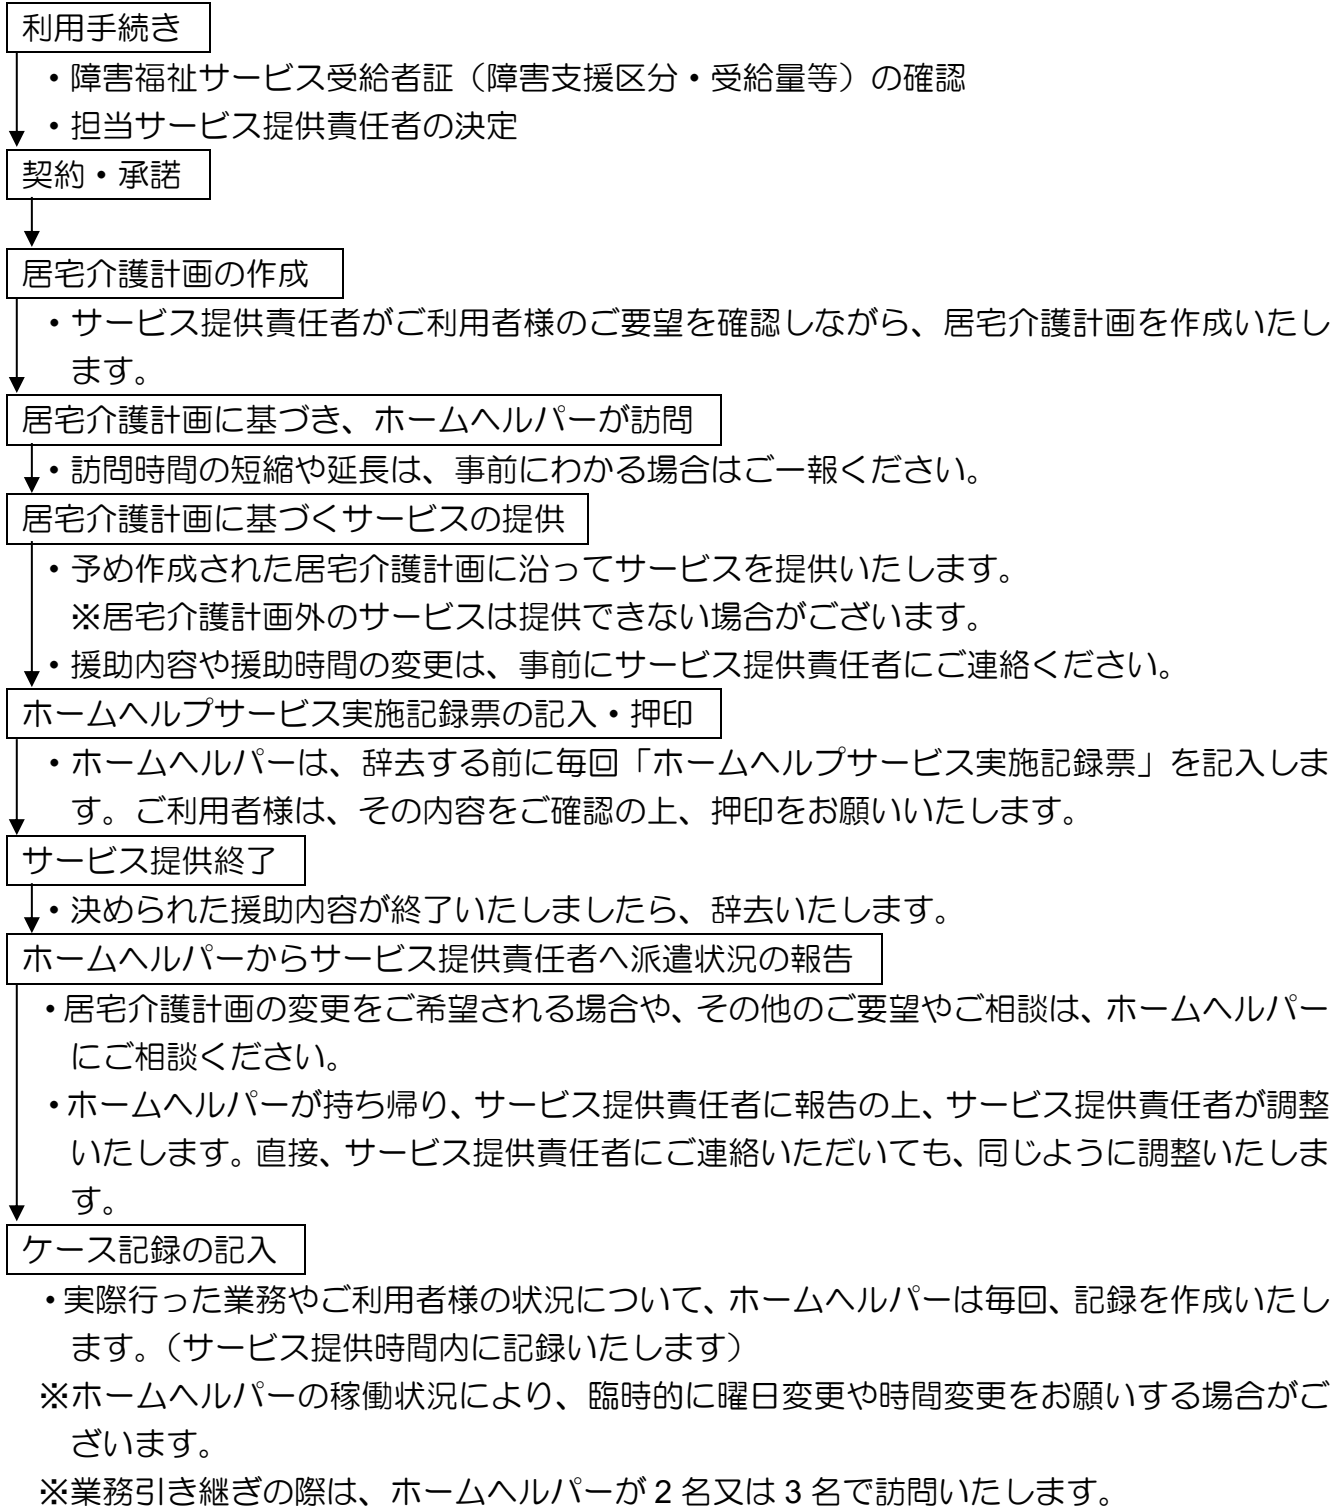 利用手続き
・障害福祉サービス受給者証（障害支援区分・受給量等）の確認
・担当サービス提供責任者の決定
契約・承諾
居宅介護計画の作成
・サービス提供責任者がご利用者様のご要望を確認しながら、居宅介護計画を作成いたし
ます。
居宅介護計画に基づき、ホームヘルパーが訪問
・訪問時間の短縮や延長は、事前にわかる場合はご一報ください。
居宅介護計画に基づくサービスの提供
・予め作成された居宅介護計画に沿ってサービスを提供いたします。
※居宅介護計画外のサービスは提供できない場合がございます。
・援助内容や援助時間の変更は、事前にサービス提供責任者にご連絡ください。
ホームヘルプサービス実施記録票の記入・押印
・ホームヘルパーは、辞去する前に毎回「ホームヘルプサービス実施記録票」を記入しま
す。ご利用者様は、その内容をご確認の上、押印をお願いいたします。
サービス提供終了
・決められた援助内容が終了いたしましたら、辞去いたします。
ホームヘルパーからサービス提供責任者へ派遣状況の報告
・居宅介護計画の変更をご希望される場合や、その他のご要望やご相談は、ホームヘルパー
にご相談ください。
・ホームヘルパーが持ち帰り、サービス提供責任者に報告の上、サービス提供責任者が調整
いたします。直接、サービス提供責任者にご連絡いただいても、同じように調整いたしま
す。
ケース記録の記入
・実際行った業務やご利用者様の状況について、ホームヘルパーは毎回、記録を作成いたし
ます。（サービス提供時間内に記録いたします）
※ホームヘルパーの稼働状況により、臨時的に曜日変更や時間変更をお願いする場合がご
ざいます。
※業務引き継ぎの際は、ホームヘルパーが 2 名又は 3 名で訪問いたします。